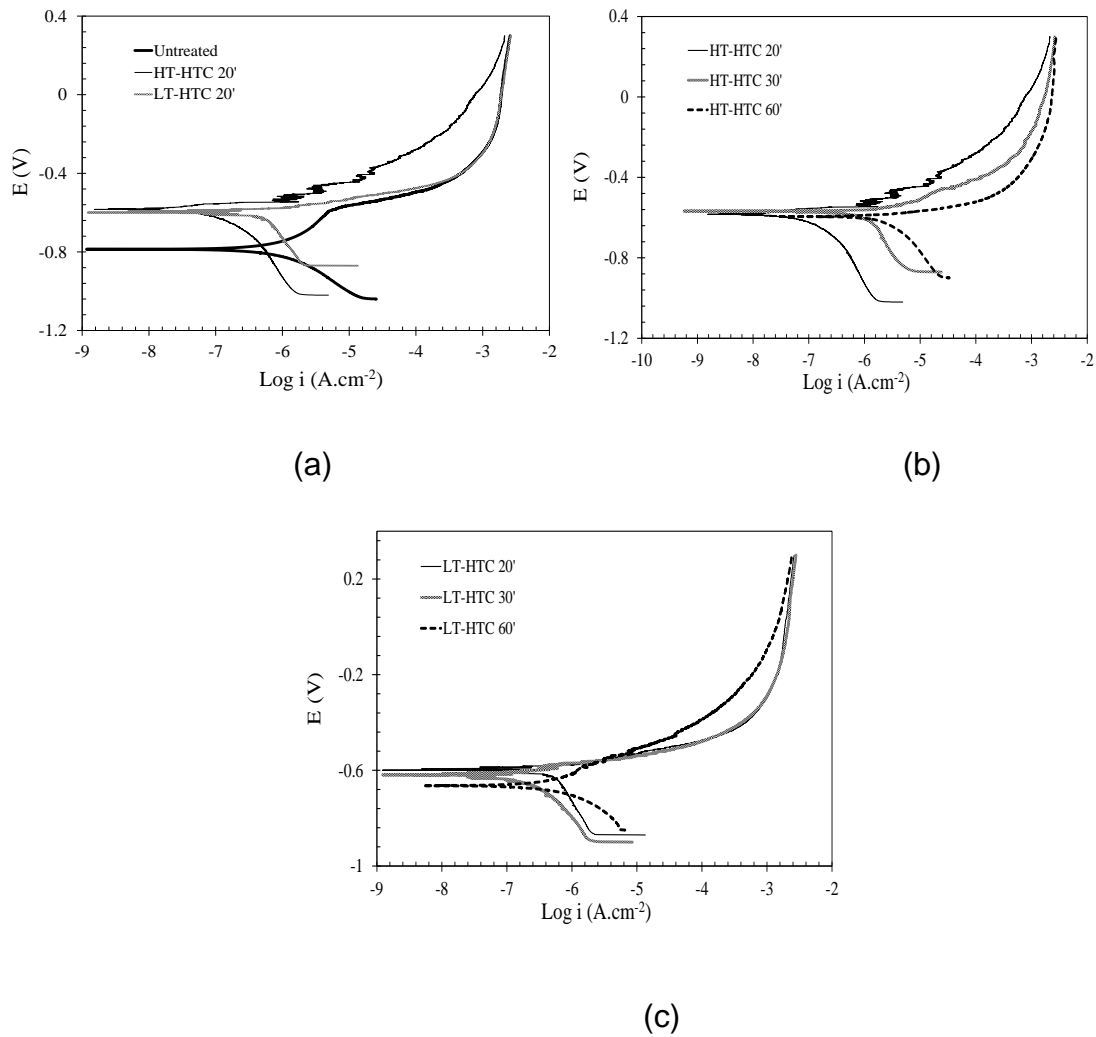 0.4
0
-0.4
-0.8
-1.2
E (V)
Untreated
HT-HTC 20'
LT-HTC 20'
-9 -8 -7 -6 -5 -4 -3 -2
Log i (A.cm-2)
(a)
0.4
0
-0.4
-0.8
-1.2
E (V)
HT-HTC 20'
HT-HTC 30'
HT-HTC 60'
-10 -9 -8 -7 -6 -5 -4 -3 -2
Log i (A.cm-2)
(b)
0.2
-0.2
-0.6
-1
E (V)
LT-HTC 20'
LT-HTC 30'
LT-HTC 60'
-9 -8 -7 -6 -5 -4 -3 -2
Log i (A.cm-2)
(c)